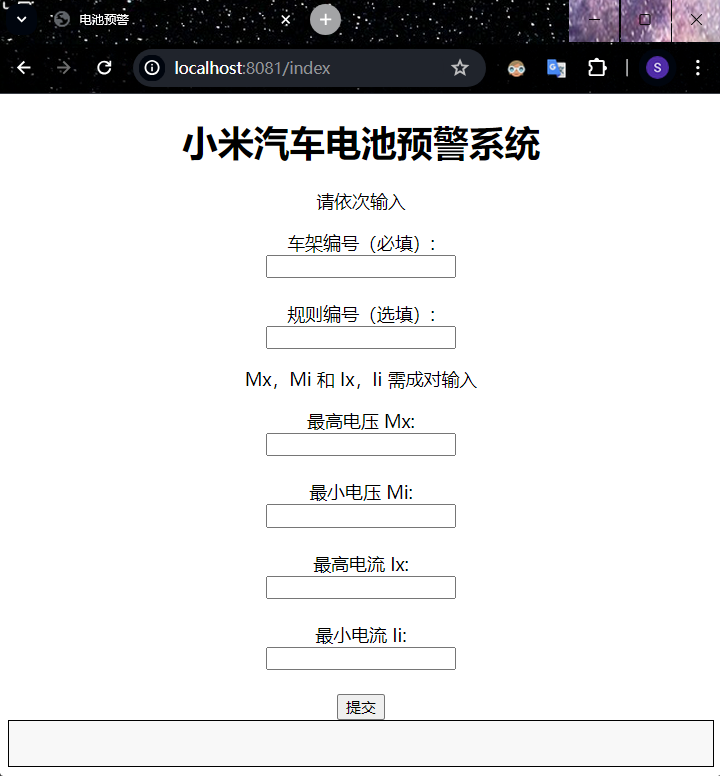 电池预警
localhost:8081/index
S
小米汽车电池预警系统
请依次输入
车架编号（必填）:
规则编号（选填）:
Mx，Mi 和 Ix，Ii 需成对输入
最高电压 Mx:
最小电压 Mi:
最高电流 Ix:
最小电流 Ii:
提交